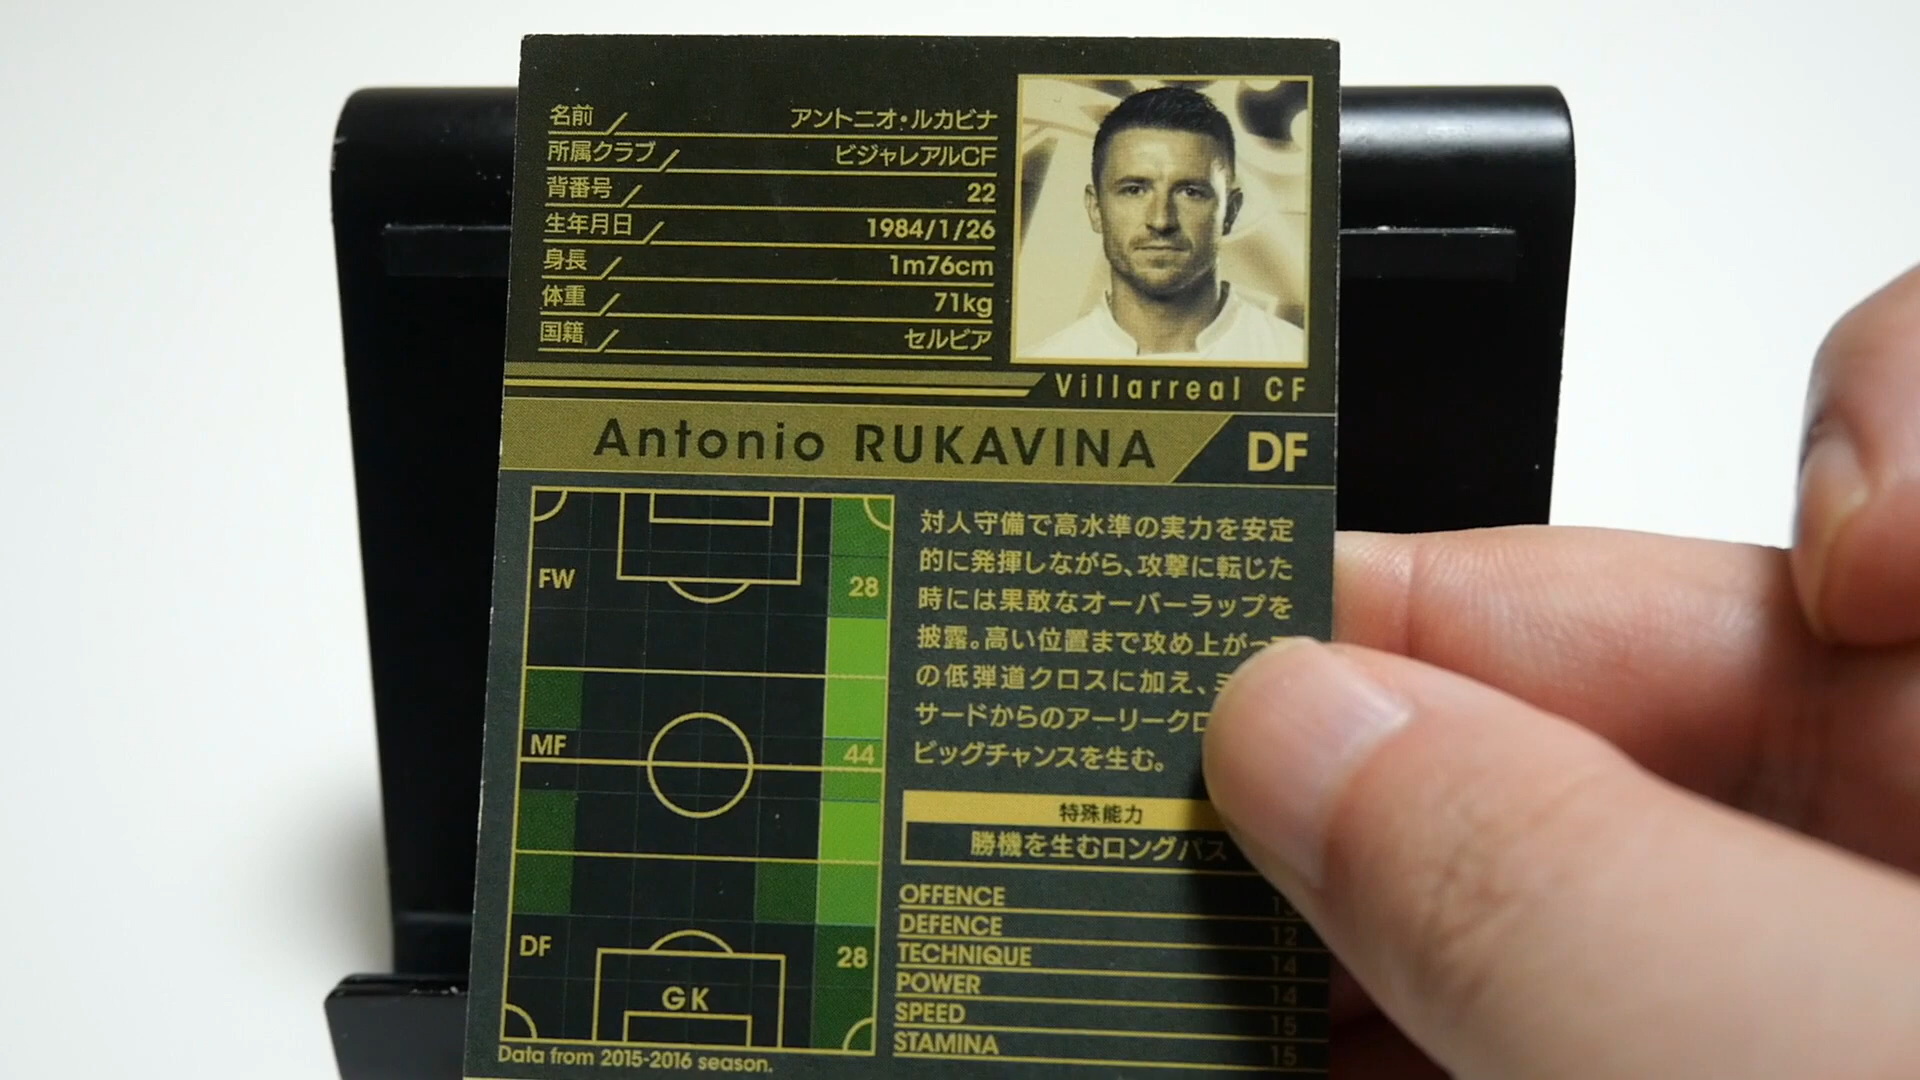 名前 アントニオ・ルカビナ
所属クラブ ビジャレアルCF
背番号 22
生年月日 1984/1/26
身長 1m76cm
体重 71kg
国籍 セルビア
Villarreal CF
Antonio RUKAVINA DF
FW 28
MF 44
DF 28
GK
Data from 2015-2016 season.
対人守備で高水準の実力を安定
的に発揮しながら、攻撃に転じた
時には果敢なオーバーラップを
披露。高い位置まで攻め上がっ
の低弾道クロスに加え、
サードからのアーリークロ
ビッグチャンスを生む。
特殊能力
勝機を生むロングパス
OFFENCE
DEFENCE 12
TECHNIQUE 14
POWER 14
SPEED 15
STAMINA 15